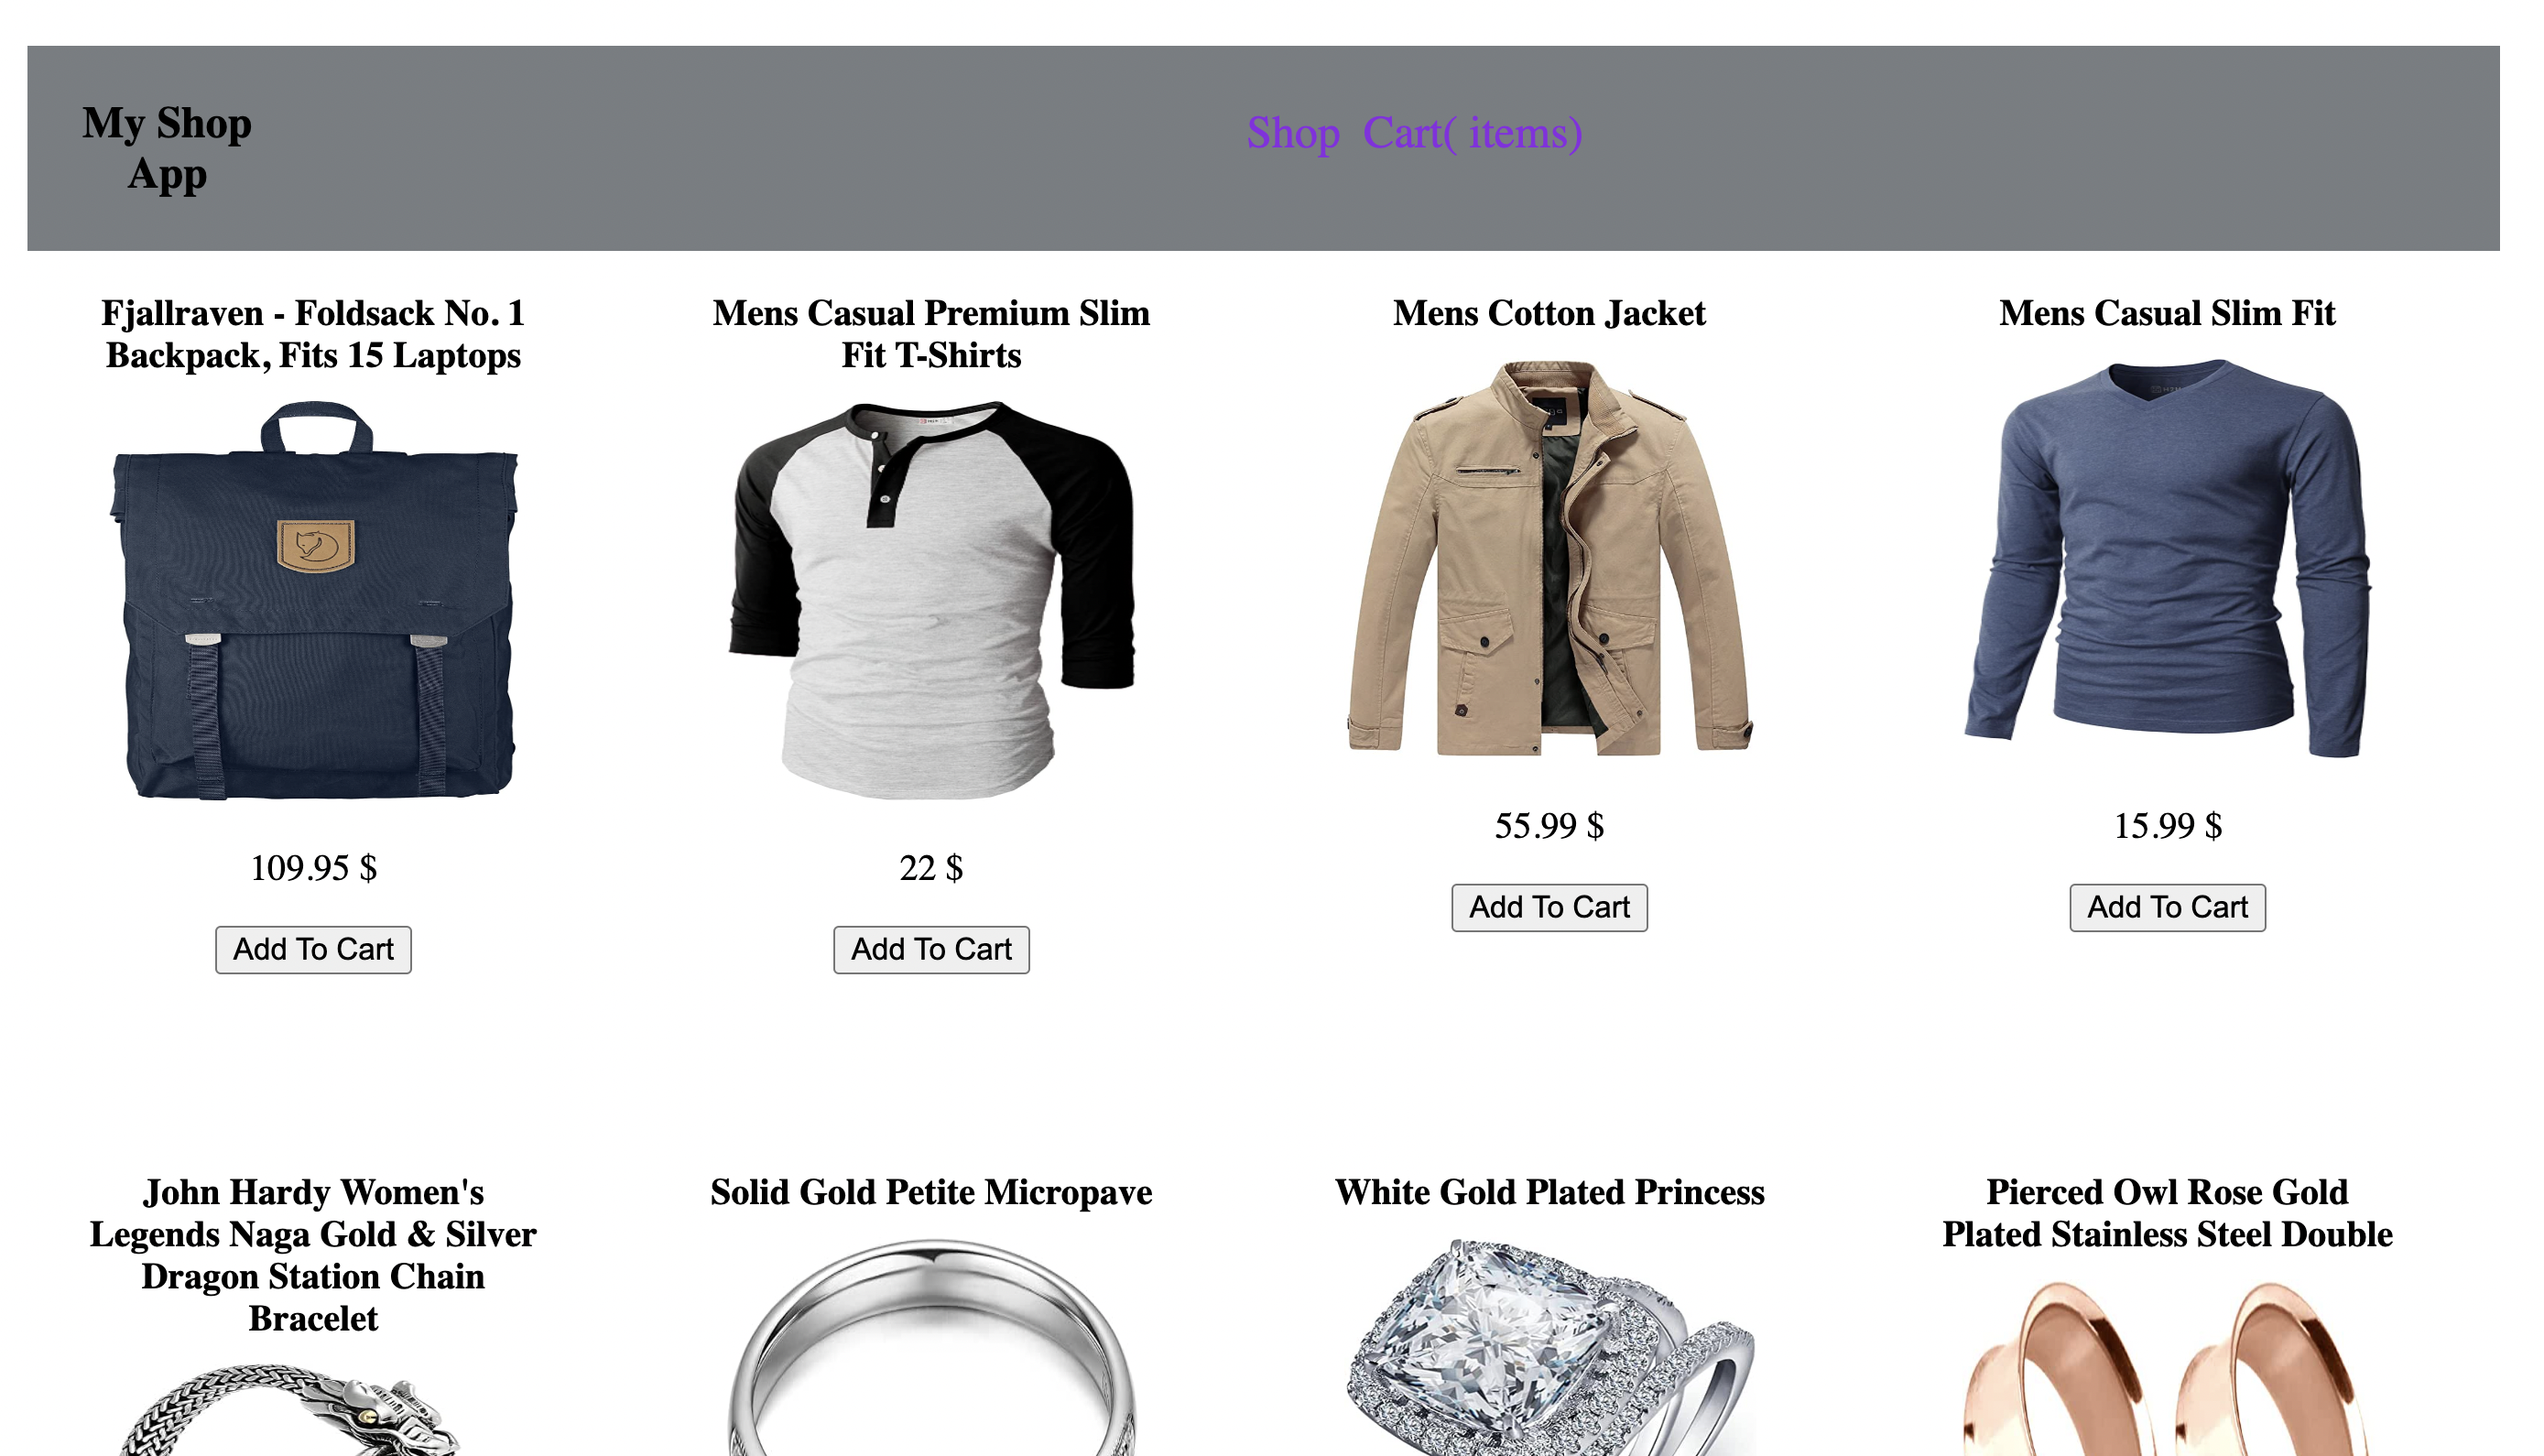 My Shop
App
Shop Cart( items)
Fjallraven - Foldsack No. 1
Backpack, Fits 15 Laptops
Mens Casual Premium Slim
Fit T-Shirts
Mens Cotton Jacket
Mens Casual Slim Fit
109.95 $
22 $
55.99 $
15.99 $
Add To Cart
Add To Cart
Add To Cart
Add To Cart
John Hardy Women's
Legends Naga Gold & Silver
Dragon Station Chain
Bracelet
Solid Gold Petite Micropave
White Gold Plated Princess
Pierced Owl Rose Gold
Plated Stainless Steel Double